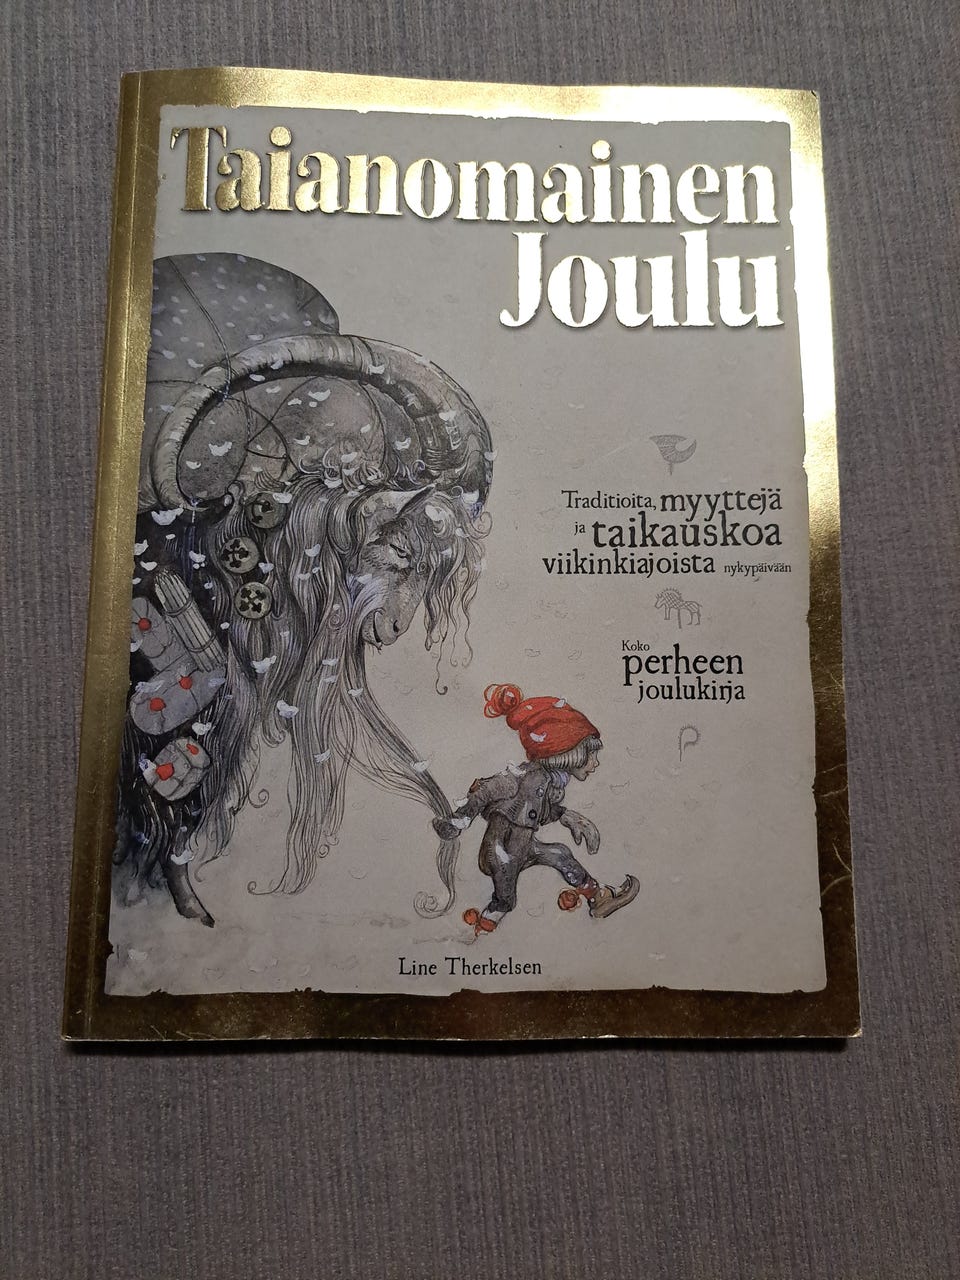 Taianomainen
Joulu
Traditioita, myyttejä
ja taikauskoa
viikinkiajoista nykypäivään
Koko
perheen
joulukirja
Line Therkelsen